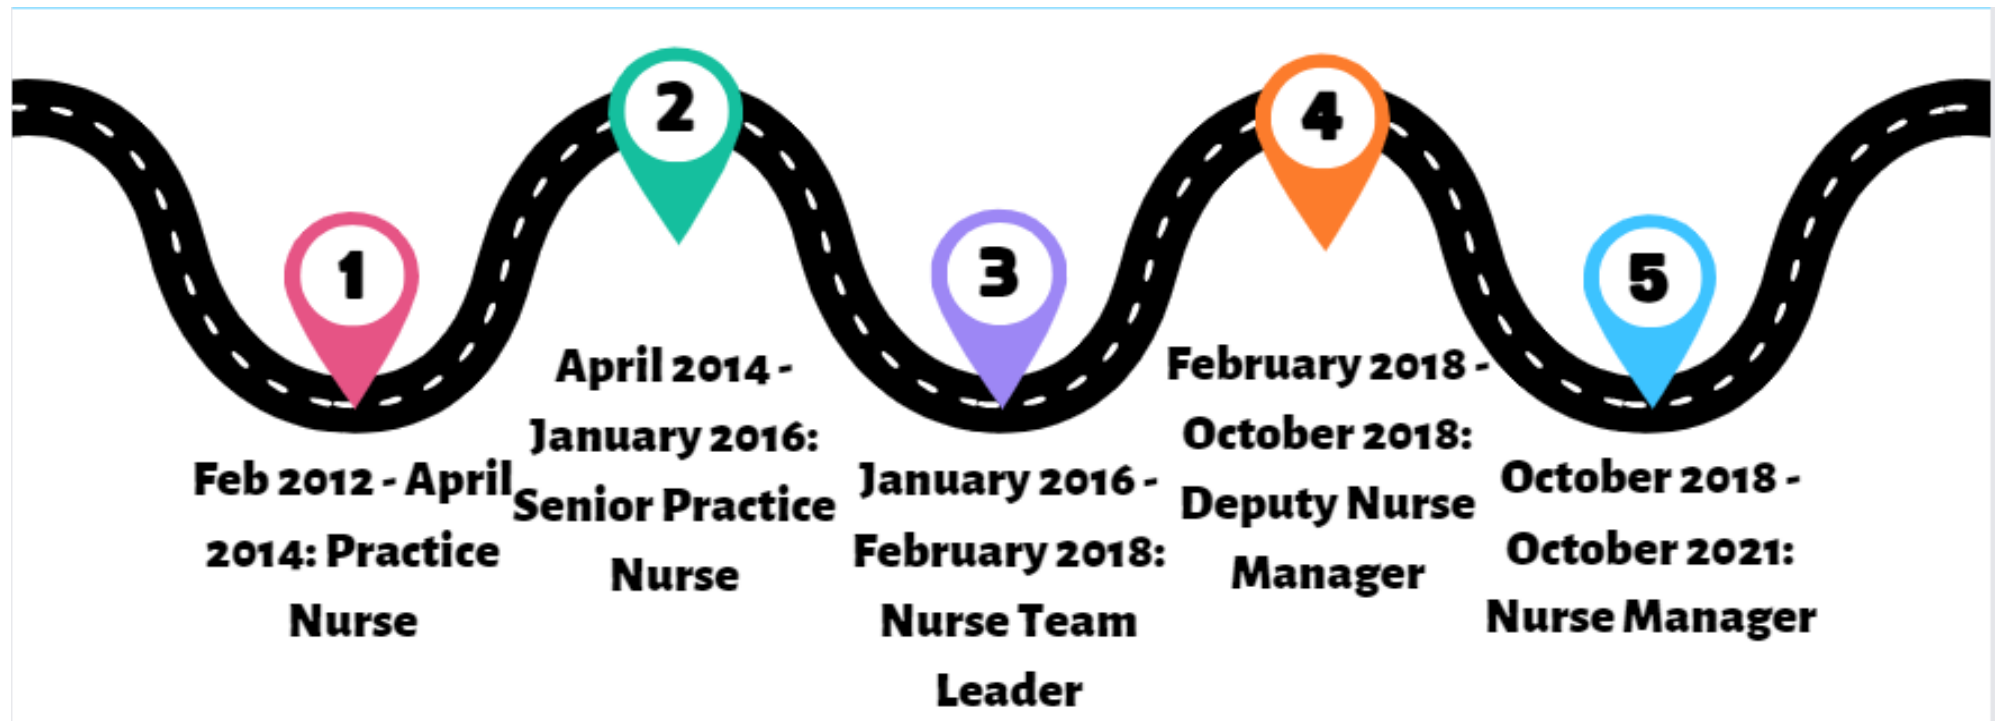 1
Feb 2012 - April
2014: Practice
Nurse
2
April 2014 -
January 2016:
Senior Practice
Nurse
3
January 2016 -
February 2018:
Nurse Team
Leader
4
February 2018 -
October 2018:
Deputy Nurse
Manager
5
October 2018 -
October 2021:
Nurse Manager